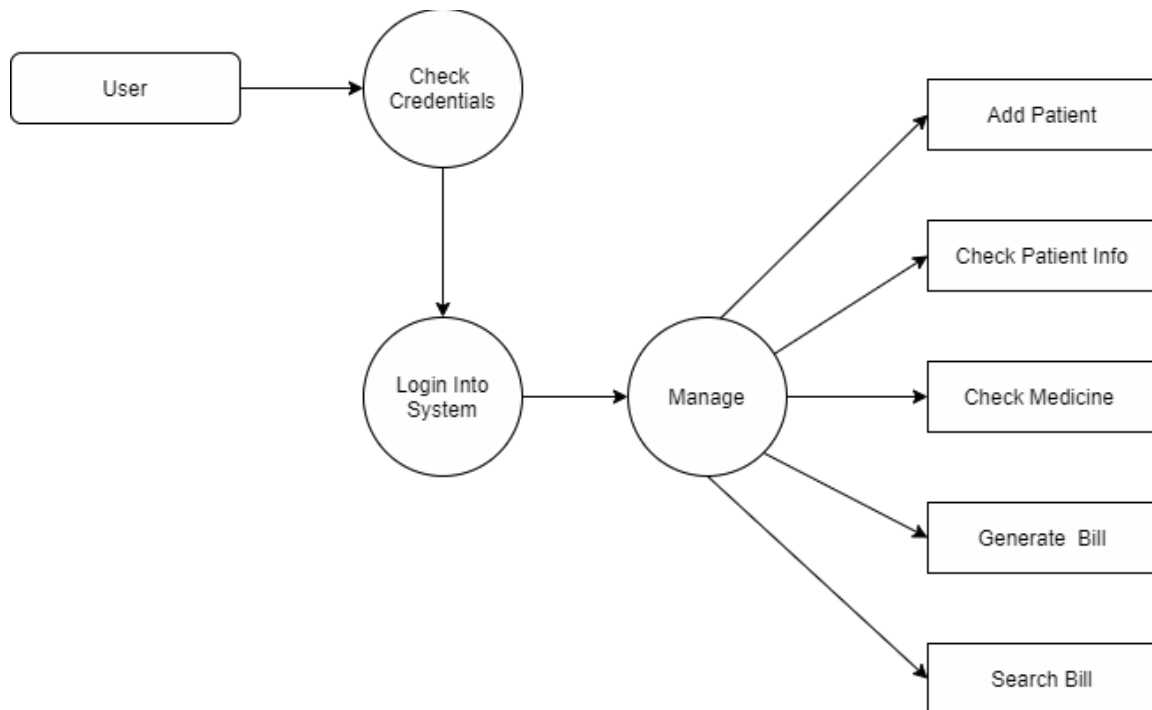 User
Check
Credentials
Add Patient
Check Patient Info
Login Into
System
Manage
Check Medicine
Generate  Bill
Search Bill